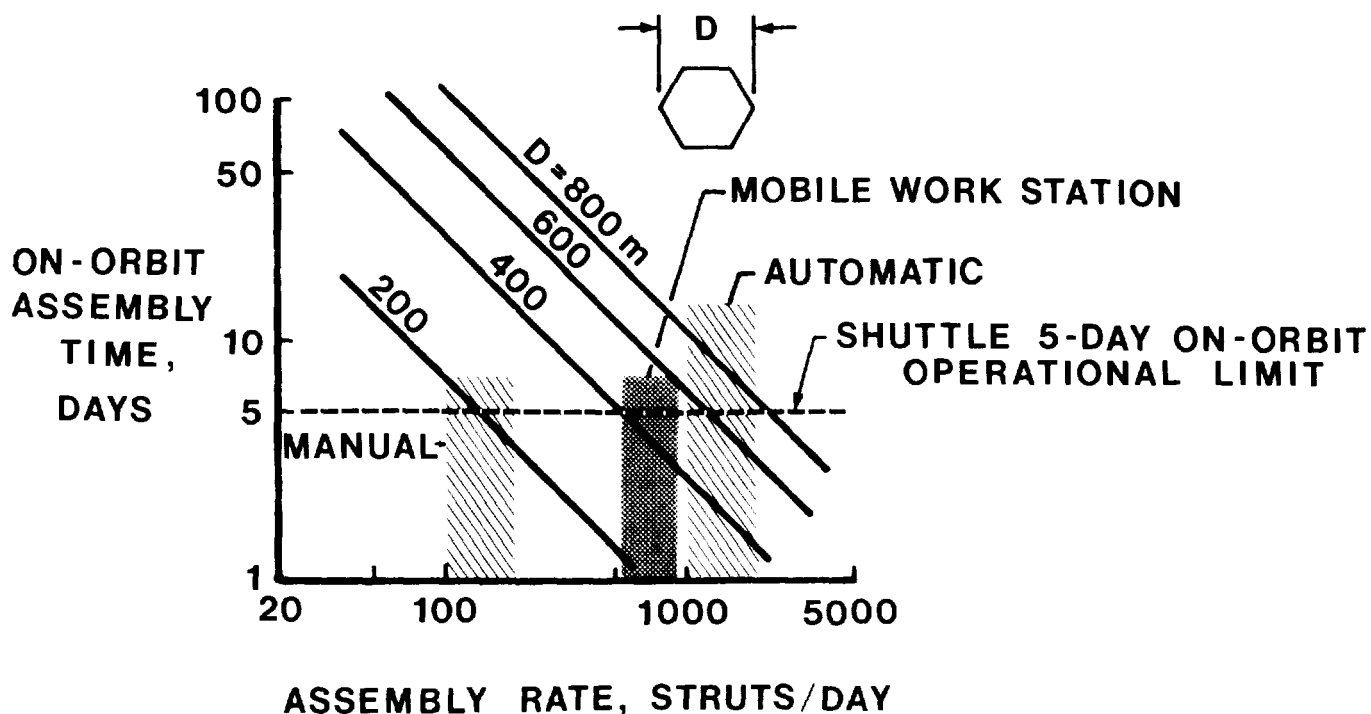 D
100
50
10
5
1
ON-ORBIT
ASSEMBLY
TIME,
DAYS
D=800 m
600
400
200
MOBILE WORK STATION
AUTOMATIC
SHUTTLE 5-DAY ON-ORBIT
OPERATIONAL LIMIT
MANUAL
20
100
1000
5000
ASSEMBLY RATE, STRUTS/DAY